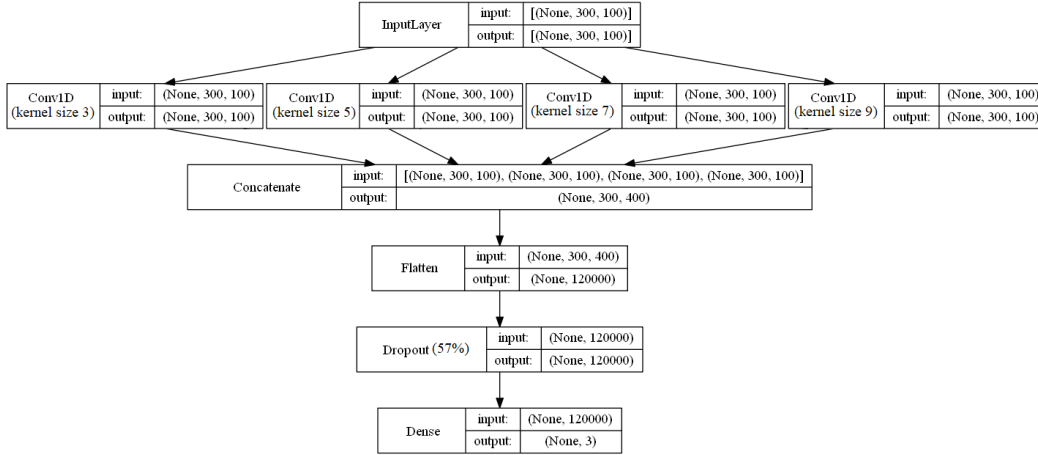 InputLayer
input: [(None, 300, 100)]
output: [(None, 300, 100)]
Conv1D
(kernel size 3)
input: (None, 300, 100)
output: (None, 300, 100)
Conv1D
(kernel size 5)
input: (None, 300, 100)
output: (None, 300, 100)
Conv1D
(kernel size 7)
input: (None, 300, 100)
output: (None, 300, 100)
Conv1D
(kernel size 9)
input: (None, 300, 100)
output: (None, 300, 100)
Concatenate
input: [(None, 300, 100), (None, 300, 100), (None, 300, 100), (None, 300, 100)]
output: (None, 300, 400)
Flatten
input: (None, 300, 400)
output: (None, 120000)
Dropout (57%)
input: (None, 120000)
output: (None, 120000)
Dense
input: (None, 120000)
output: (None, 3)